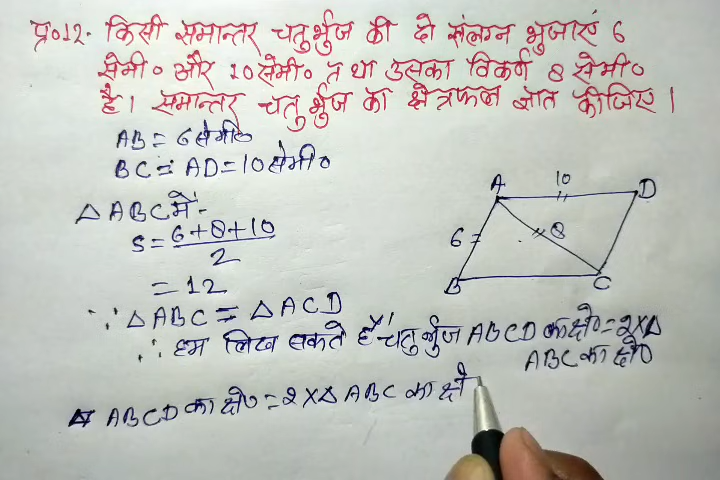 प्र०12. किसी समान्तर चतुर्भुज की दो संलग्न भुजाएं 6
सेमी० और 10 सेमी० तथा उसका विकर्ण 8 सेमी०
है। समान्तर चतुर्भुज का क्षेत्रफल ज्ञात कीजिए।
AB = 6 सेमी०
BC = AD = 10 सेमी०
△ ABC में -
S = 6+8+10
2
= 12
∵ △ABC ≅ △ACD
∴ हम लिख सकते हैं चतुर्भुज ABCD का क्षे० = 2×△
ABC का क्षे०
ABCD का क्षे० = 2×△ ABC का क्षे
A 10 D
6 8
B C